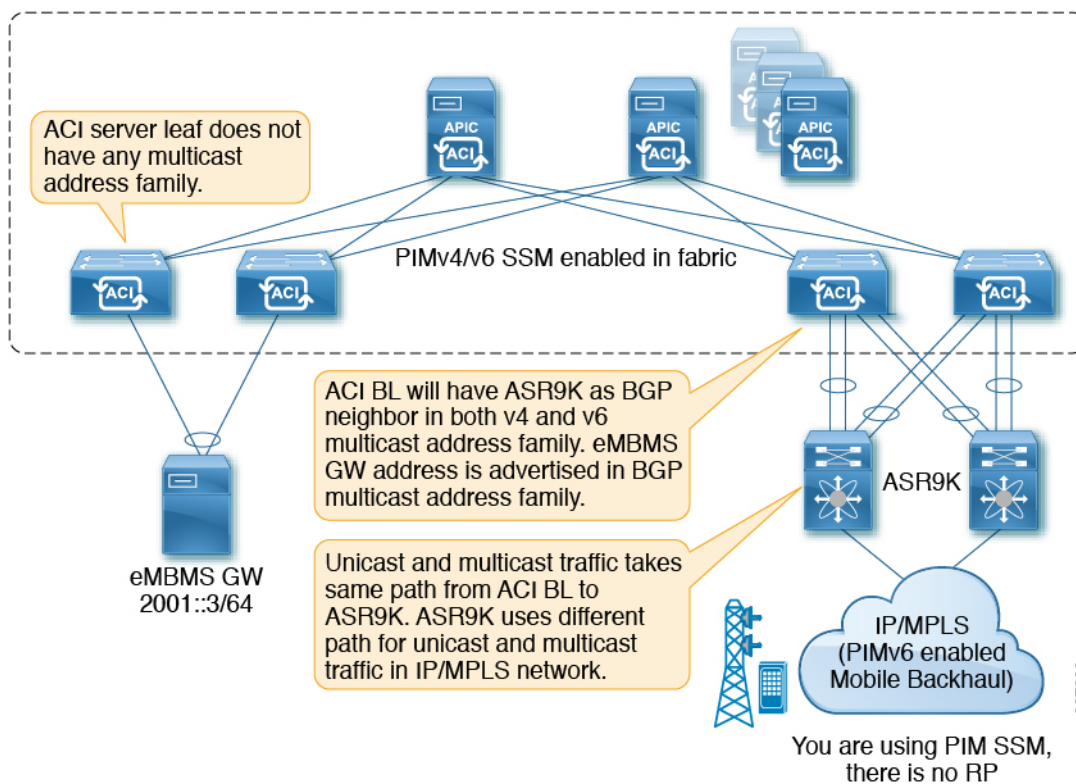 APIC
ACI
APIC
ACI
APIC
ACI
ACI server leaf does not
have any multicast
address family.
ACI
ACI
PIMv4/v6 SSM enabled in fabric
ACI
ACI
ACI BL will have ASR9K as BGP
neighbor in both v4 and v6
multicast address family. eMBMS
GW address is advertised in BGP
multicast address family.
ASR9K
eMBMS GW
2001::3/64
Unicast and multicast traffic takes
same path from ACI BL to
ASR9K. ASR9K uses different
path for unicast and multicast
traffic in IP/MPLS network.
IP/MPLS
(PIMv6 enabled
Mobile Backhaul)
You are using PIM SSM,
there is no RP